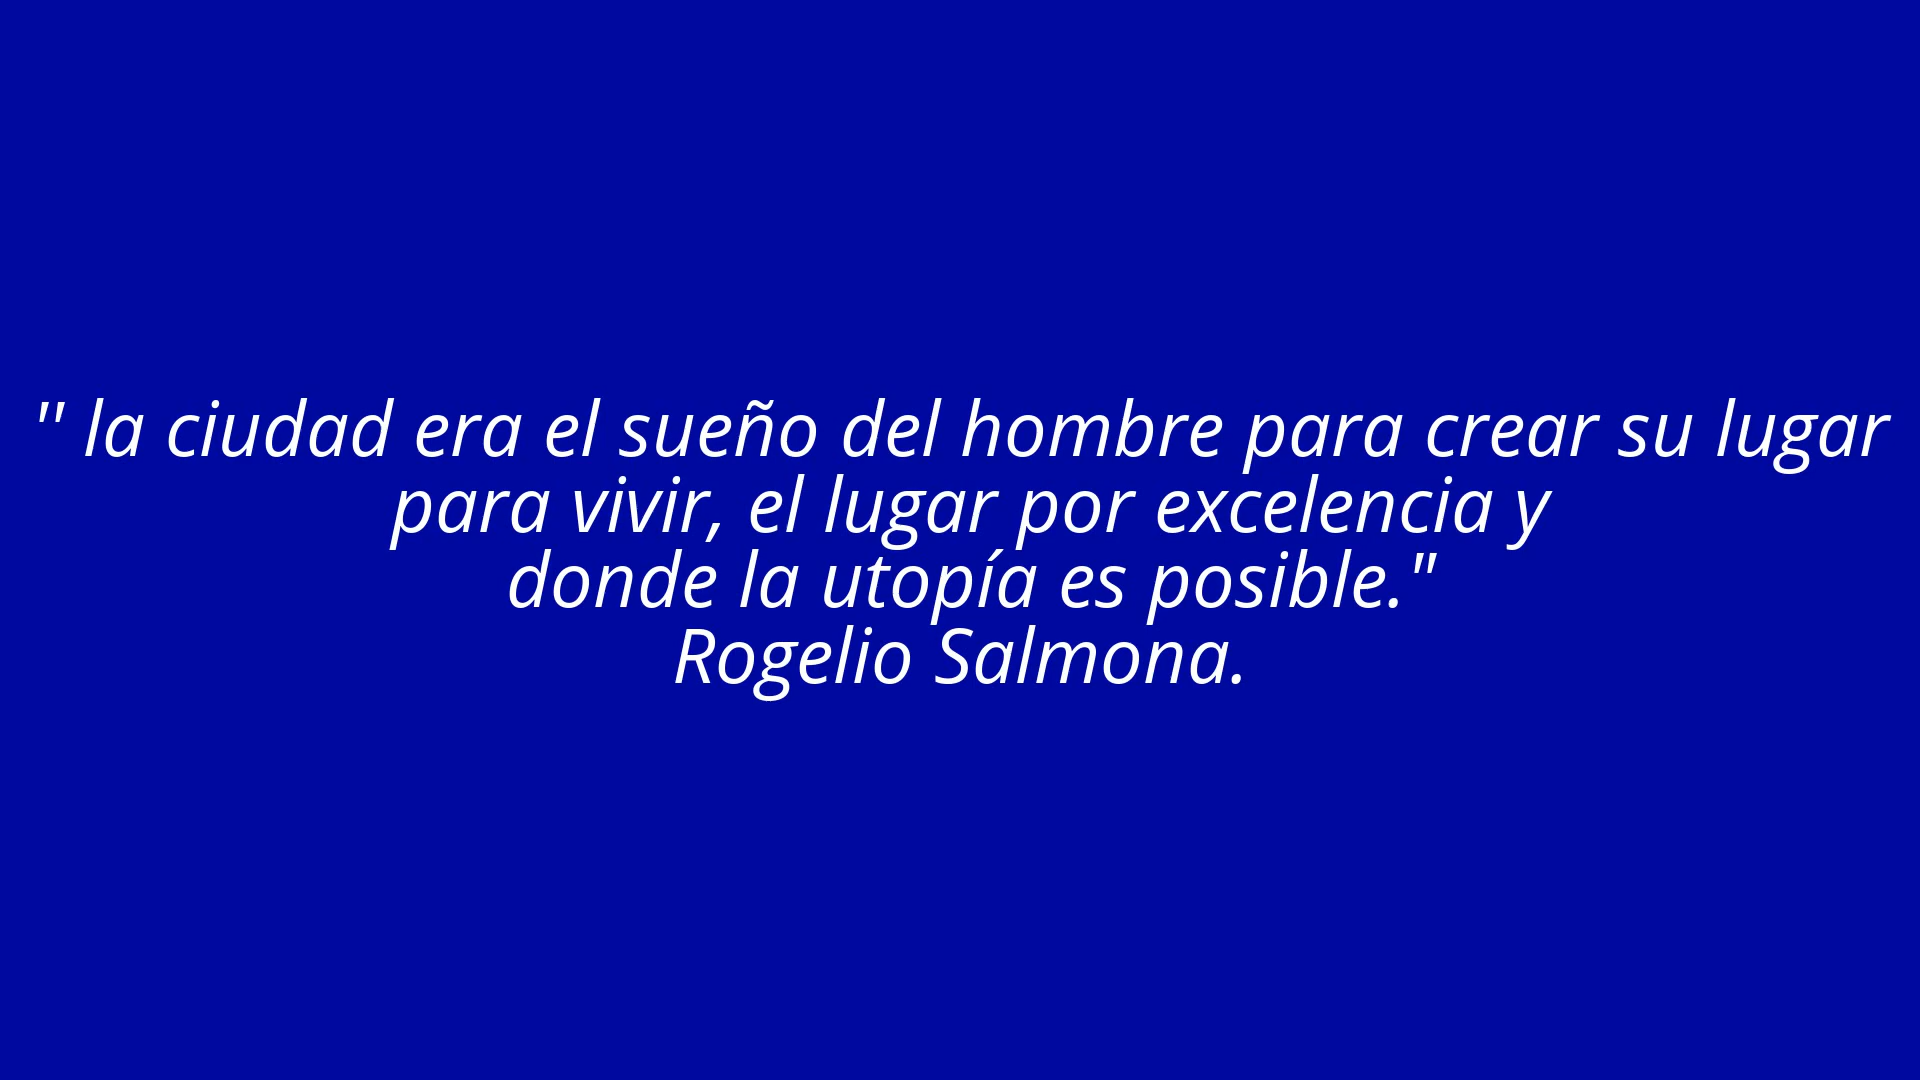 " la ciudad era el sueño del hombre para crear su lugar
para vivir, el lugar por excelencia y
donde la utopía es posible."
Rogelio Salmona.